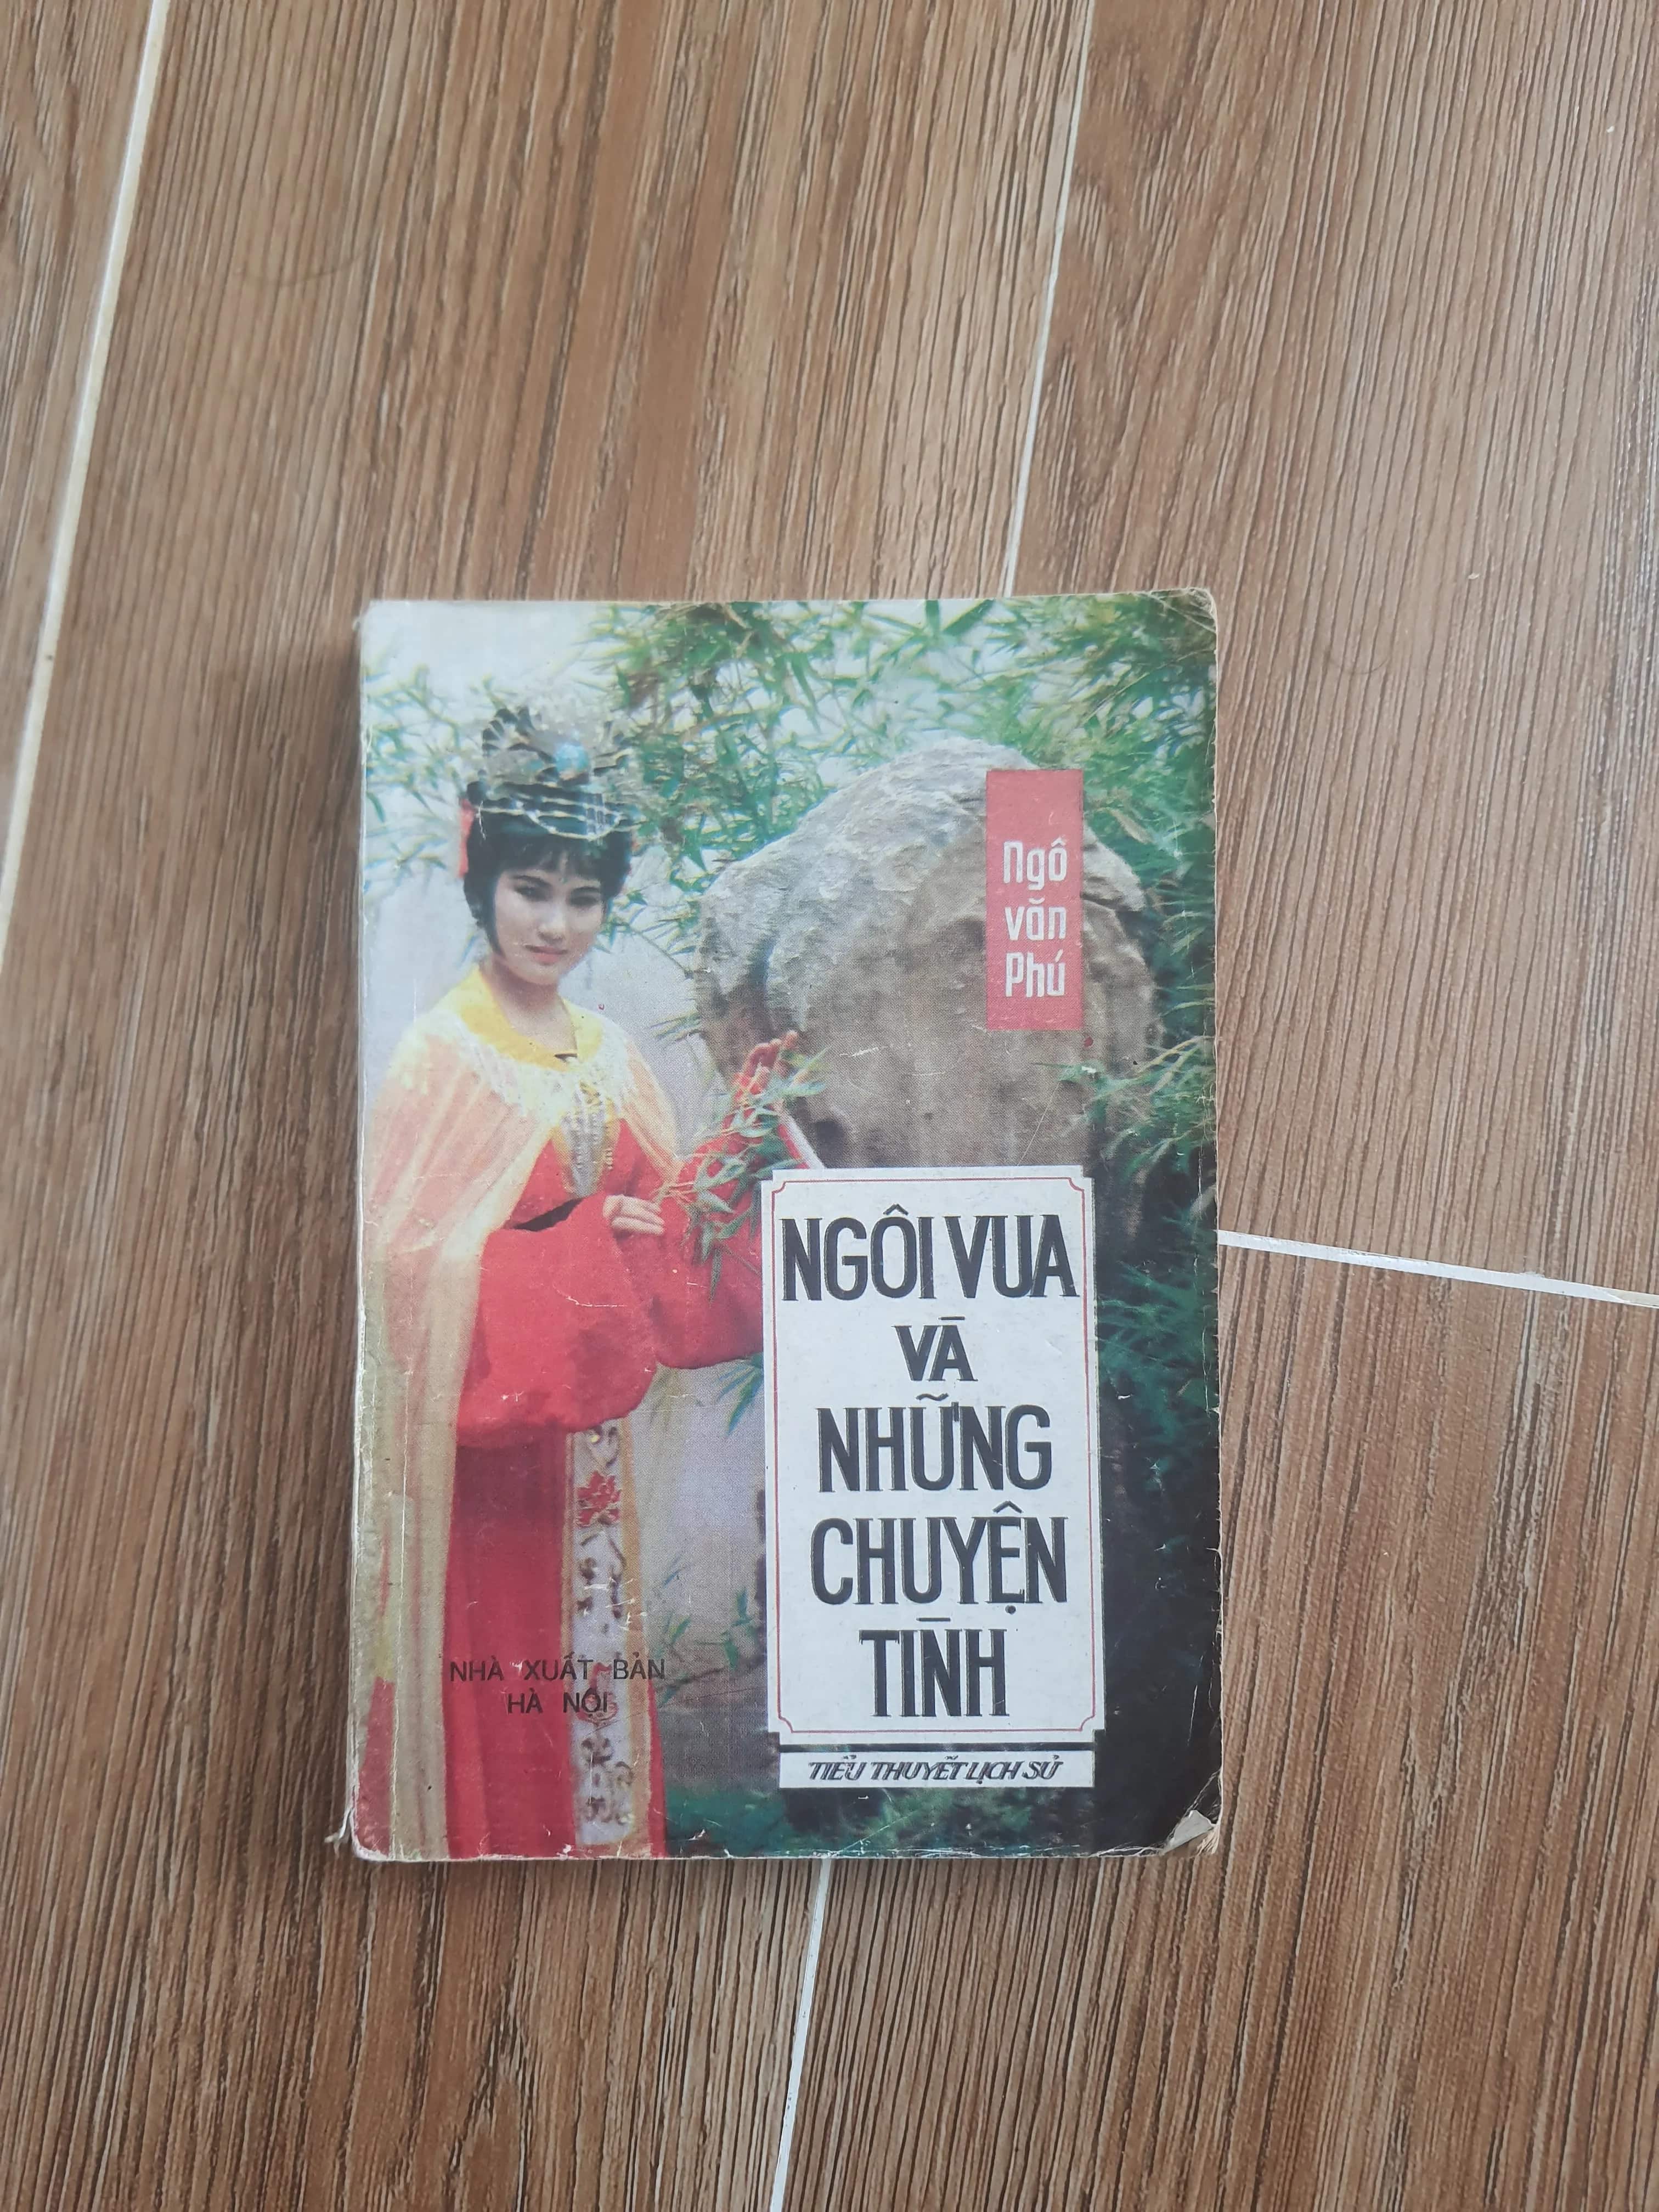 Ngô
văn
Phú
NGÔI VUA
VÀ
NHỮNG
CHUYỆN
TÌNH
TIỂU THUYẾT LỊCH SỬ
NHÀ XUẤT BẢN
HÀ NỘI